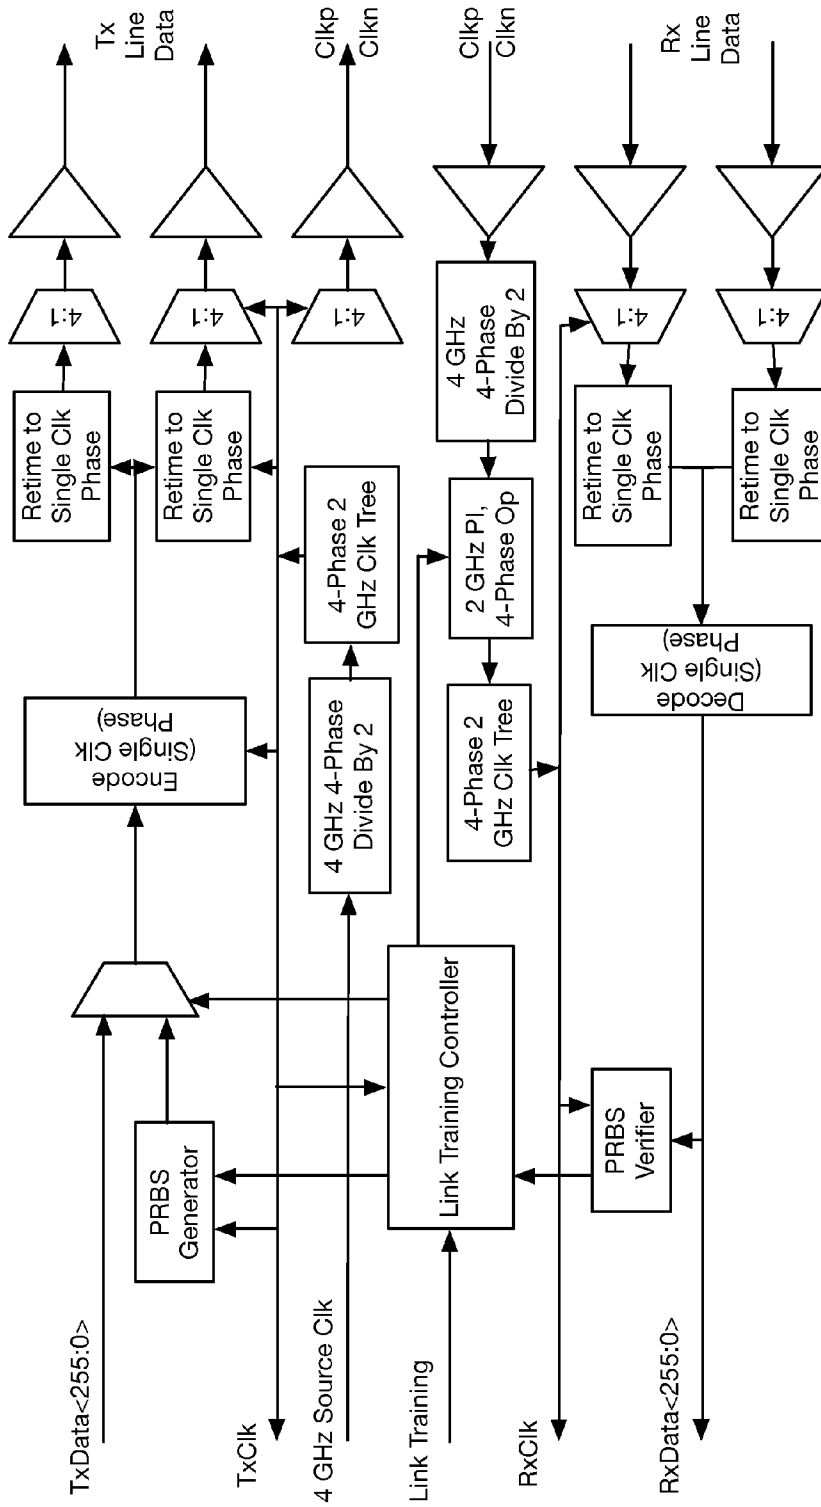 Tx
Line
Data
Clkp
Clkn
Clkp
Clkn
Rx
Line
Data
4:1
4:1
4:1
4:1
4:1
Retime to
Single Clk
Phase
Retime to
Single Clk
Phase
4 GHz
4-Phase
Divide By 2
Retime to
Single Clk
Phase
Retime to
Single Clk
Phase
4-Phase 2
GHz Clk Tree
2 GHz PI,
4-Phase Op
Encode
(Single Clk
Phase)
4 GHz 4-Phase
Divide By 2
4-Phase 2
GHz Clk Tree
Decode
(Single Clk
Phase)
PRBS
Generator
Link Training Controller
PRBS
Verifier
TxData<255:0>
TxClk
4 GHz Source Clk
Link Training
RxClk
RxData<255:0>